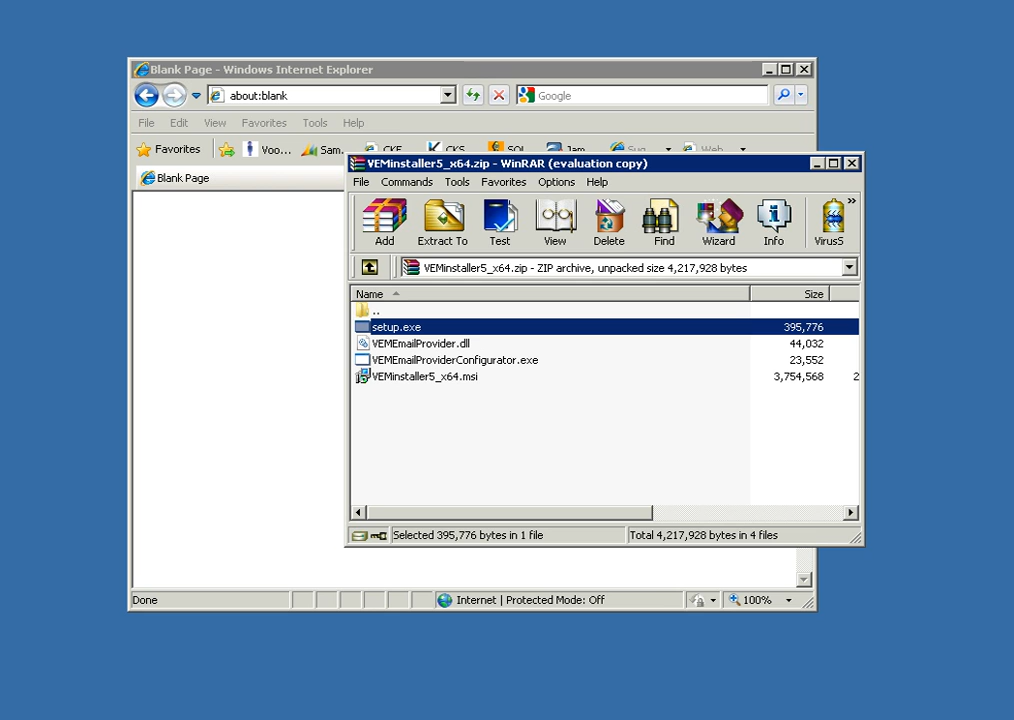 Blank Page - Windows Internet Explorer
about:blank
Google
File Edit View Favorites Tools Help
Favorites
Voo...
Sam.
Blank Page
VEMinstaller5_x64.zip - WinRAR (evaluation copy)
File Commands Tools Favorites Options Help
Add Extract To Test View Delete Find Wizard Info VirusS
»
VEMinstaller5_x64.zip - ZIP archive, unpacked size 4,217,928 bytes
Name Size
..
setup.exe 395,776
VEMEmailProvider.dll 44,032
VEMEmailProviderConfigurator.exe 23,552
VEMinstaller5_x64.msi 3,754,568 2
Selected 395,776 bytes in 1 file Total 4,217,928 bytes in 4 files
Done Internet | Protected Mode: Off 100%